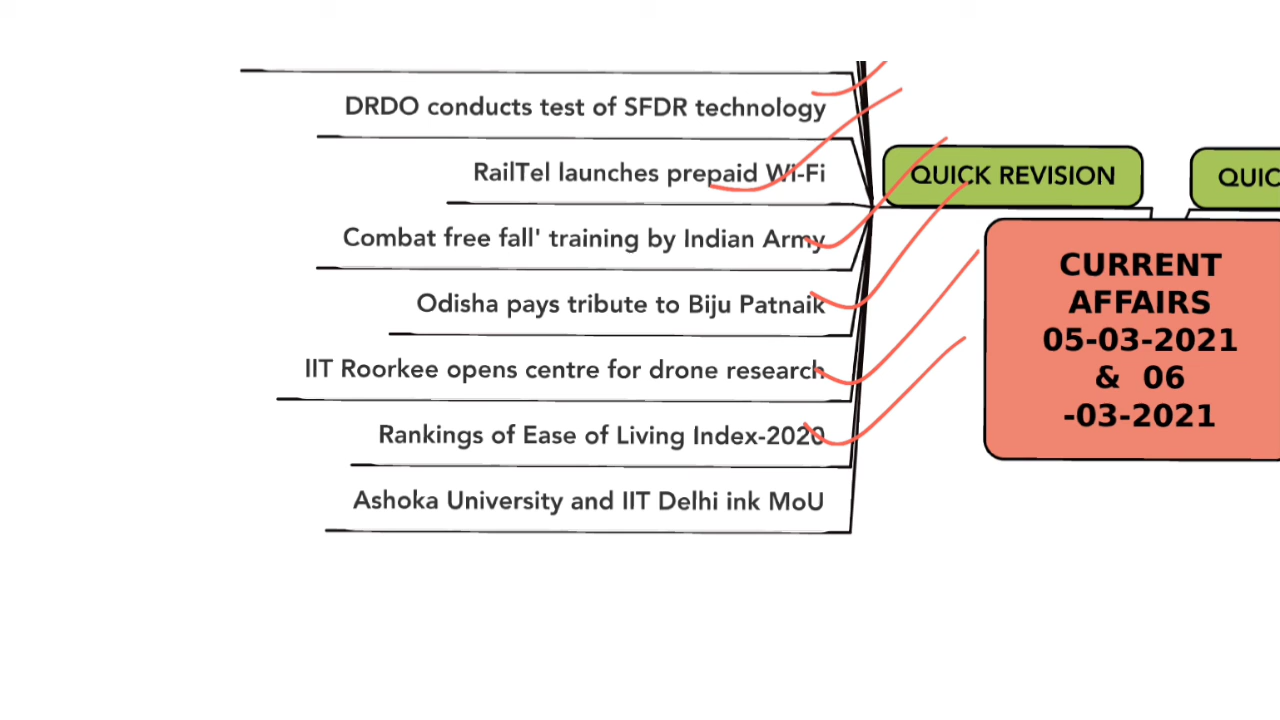 DRDO conducts test of SFDR technology
RailTel launches prepaid Wi-Fi
Combat free fall' training by Indian Army
Odisha pays tribute to Biju Patnaik
IIT Roorkee opens centre for drone research
Rankings of Ease of Living Index-2020
Ashoka University and IIT Delhi ink MoU
QUICK REVISION
QUIC
CURRENT
AFFAIRS
05-03-2021
& 06
-03-2021